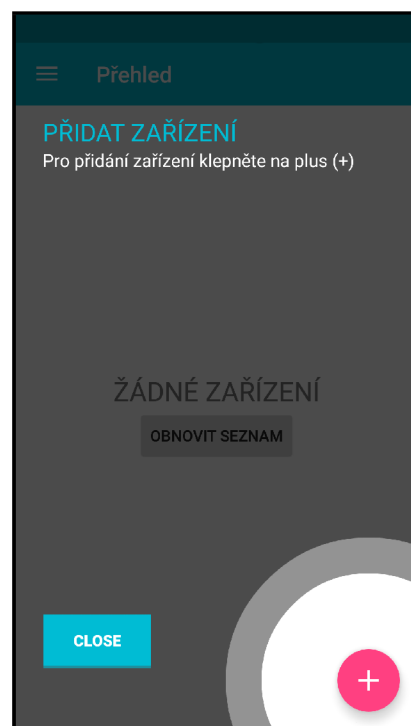 Přehled
PŘIDAT ZAŘÍZENÍ
Pro přidání zařízení klepněte na plus (+)
ŽÁDNÉ ZAŘÍZENÍ
OBNOVIT SEZNAM
CLOSE
+